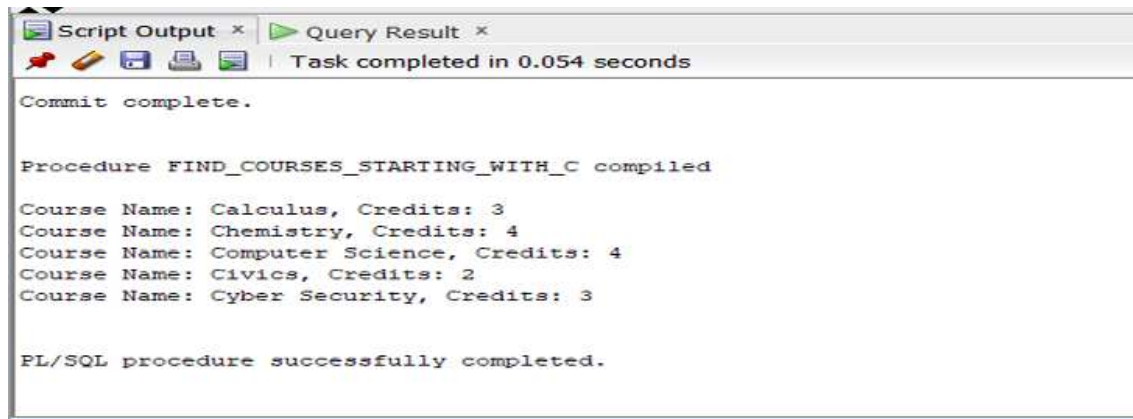 Script Output × Query Result ×
Task completed in 0.054 seconds
Commit complete.
Procedure FIND_COURSES_STARTING_WITH_C compiled
Course Name: Calculus, Credits: 3
Course Name: Chemistry, Credits: 4
Course Name: Computer Science, Credits: 4
Course Name: Civics, Credits: 2
Course Name: Cyber Security, Credits: 3
PL/SQL procedure successfully completed.